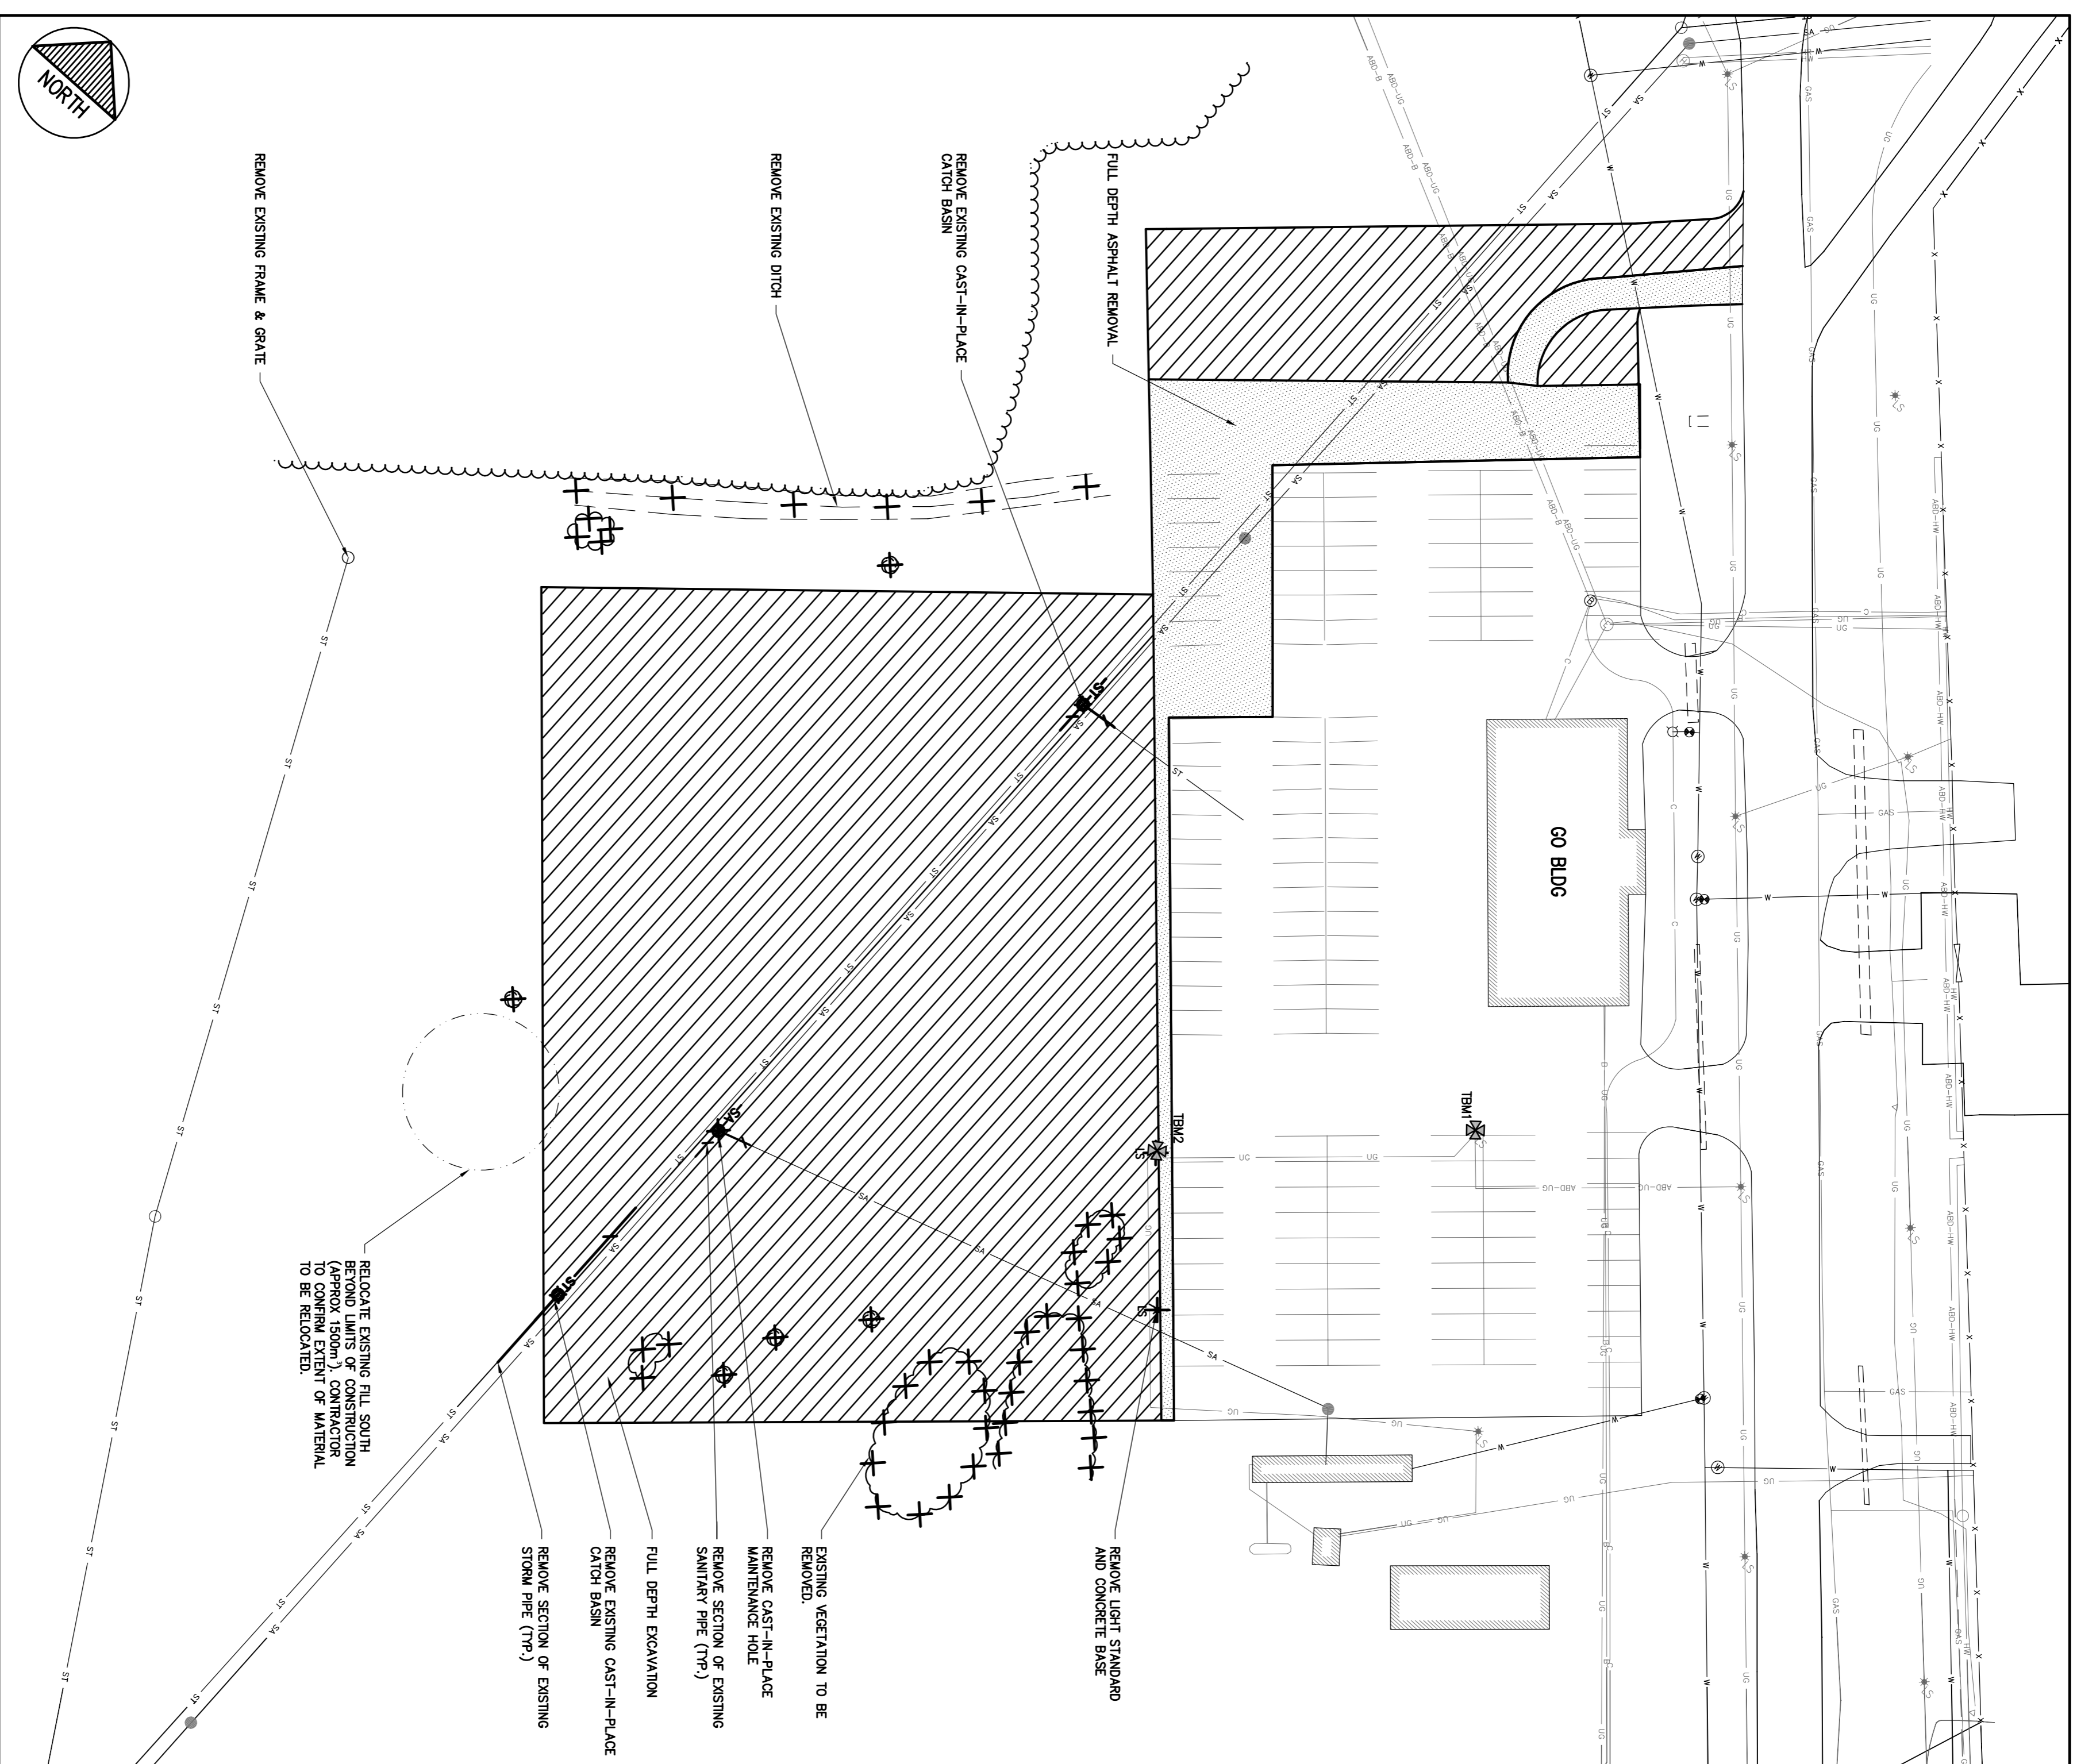 NORTH
REMOVE EXISTING FRAME & GRATE
REMOVE EXISTING DITCH
REMOVE EXISTING CAST-IN-PLACE
CATCH BASIN
FULL DEPTH ASPHALT REMOVAL
GO BLDG
TBM1
TBM2
RELOCATE EXISTING FILL SOUTH
BEYOND LIMITS OF CONSTRUCTION
(APPROX 1500m³). CONTRACTOR
TO CONFIRM EXTENT OF MATERIAL
TO BE RELOCATED.
REMOVE SECTION OF EXISTING
STORM PIPE (TYP.)
REMOVE EXISTING CAST-IN-PLACE
CATCH BASIN
FULL DEPTH EXCAVATION
REMOVE SECTION OF EXISTING
SANITARY PIPE (TYP.)
REMOVE CAST-IN-PLACE
MAINTENANCE HOLE
EXISTING VEGETATION TO BE
REMOVED.
REMOVE LIGHT STANDARD
AND CONCRETE BASE
ST
SA
W
UG
GAS
ABD-UG
ABD-B
ABD-HW
HW
LS
C
B
X